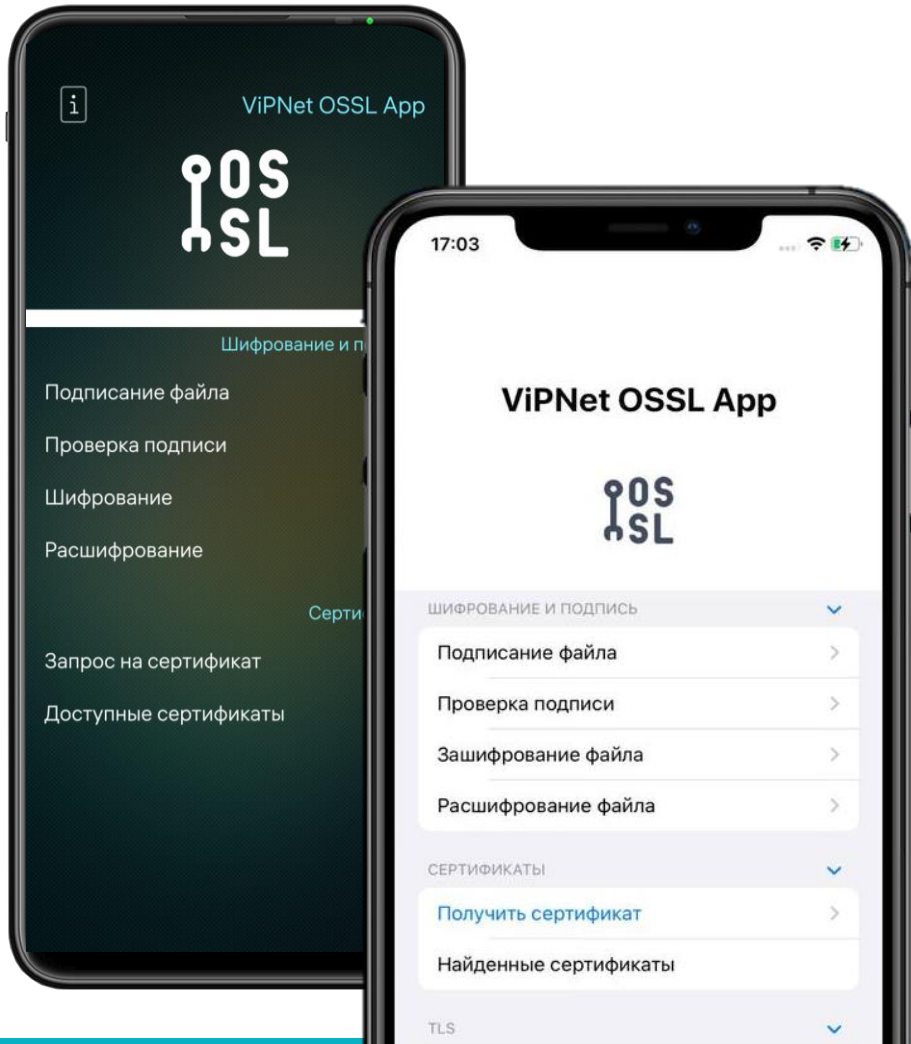 ViPNet OSSL App
OS
SL
Шифрование и п
Подписание файла
Проверка подписи
Шифрование
Расшифрование
Серти
Запрос на сертификат
Доступные сертификаты
17:03
ViPNet OSSL App
OS
SL
ШИФРОВАНИЕ И ПОДПИСЬ
Подписание файла
Проверка подписи
Зашифрование файла
Расшифрование файла
СЕРТИФИКАТЫ
Получить сертификат
Найденные сертификаты
TLS